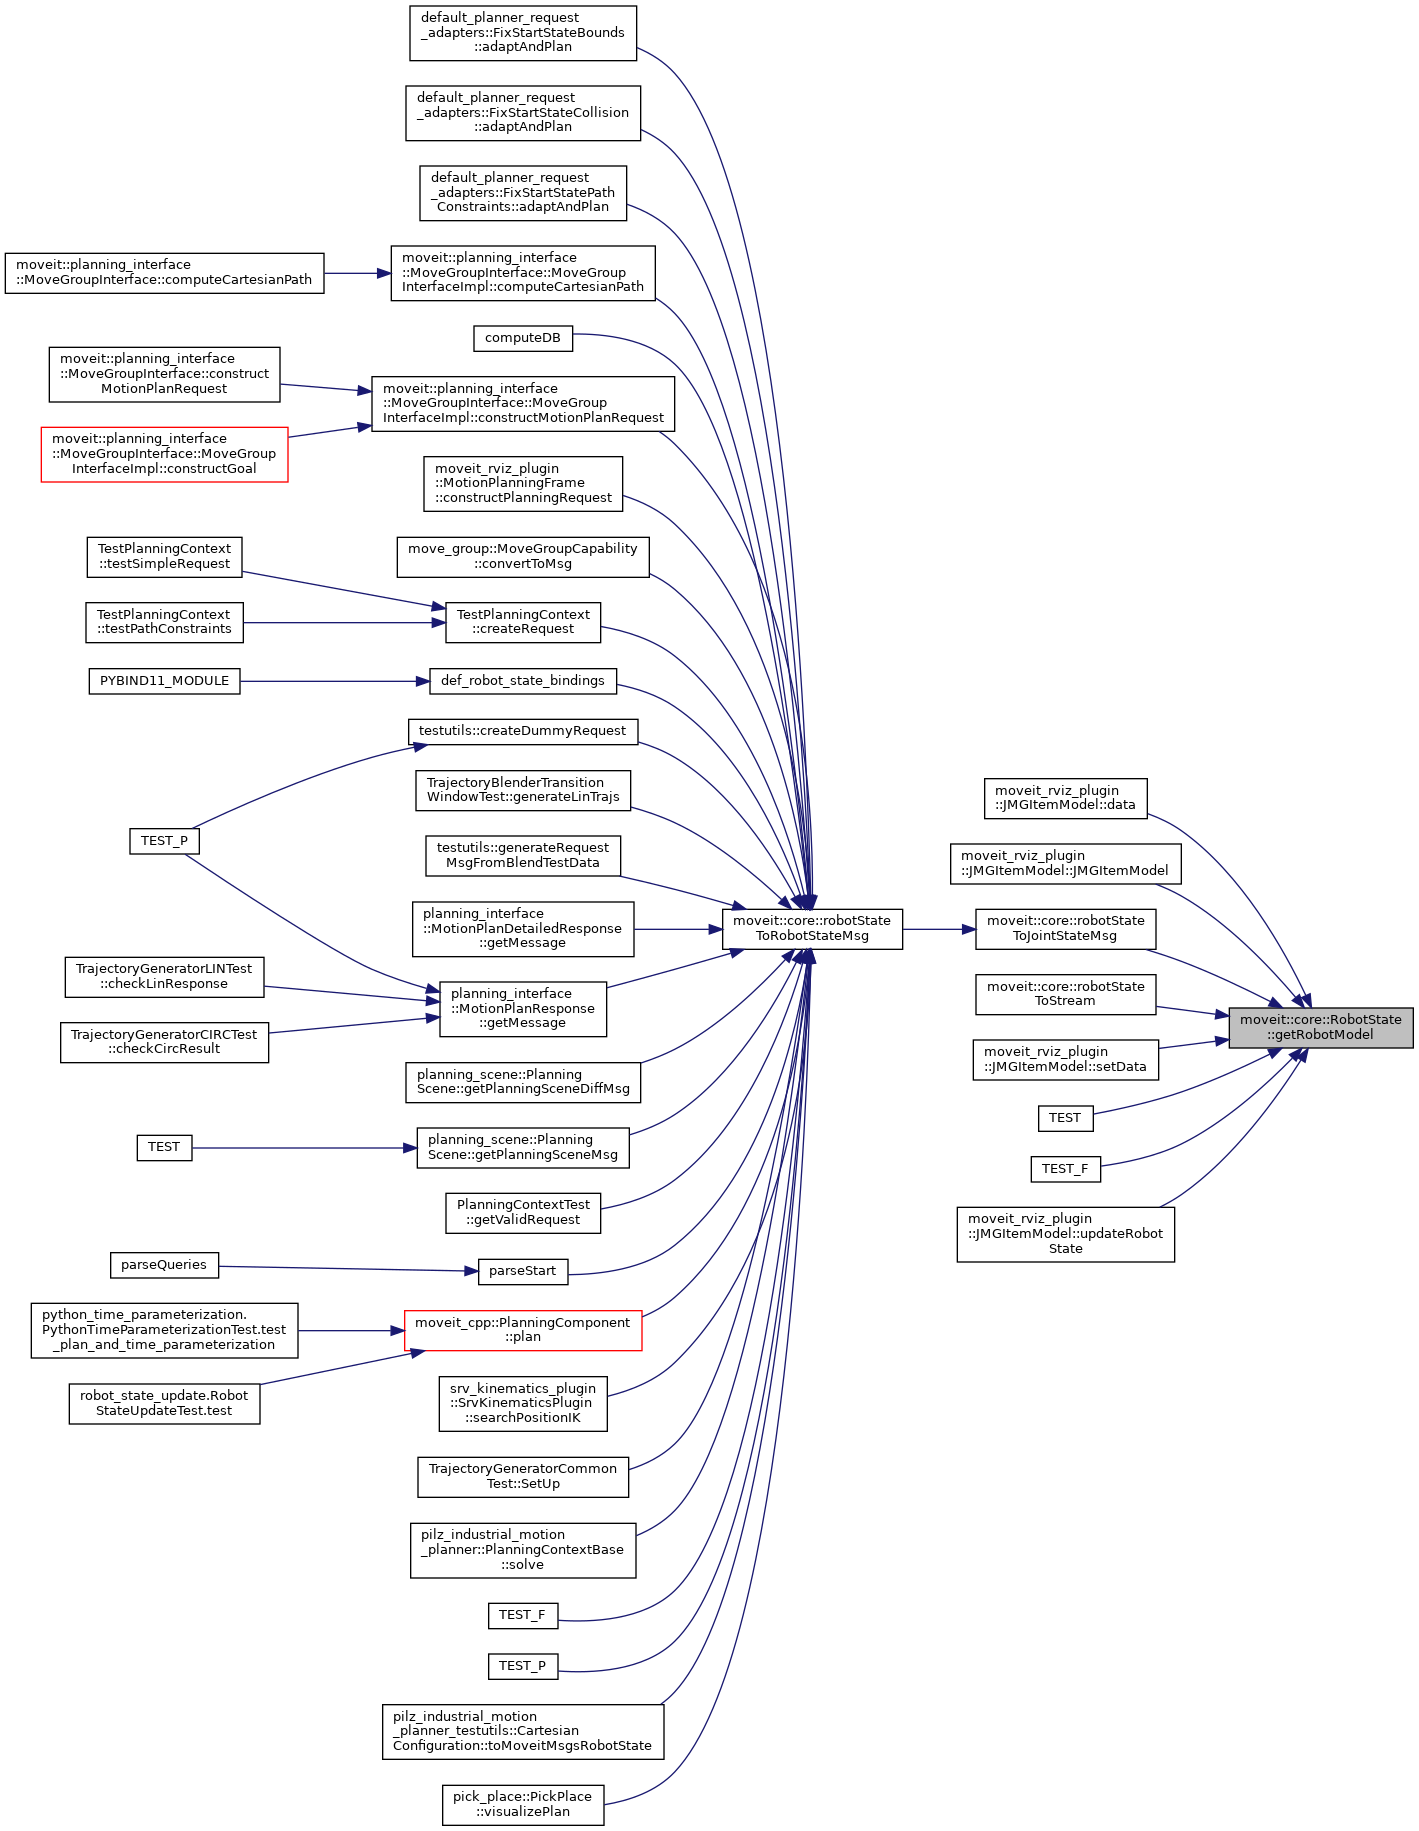 default_planner_request
_adapters::FixStartStateBounds
::adaptAndPlan
default_planner_request
_adapters::FixStartStateCollision
::adaptAndPlan
default_planner_request
_adapters::FixStartStatePath
Constraints::adaptAndPlan
moveit::planning_interface
::MoveGroupInterface::computeCartesianPath
moveit::planning_interface
::MoveGroupInterface::MoveGroup
InterfaceImpl::computeCartesianPath
computeDB
moveit::planning_interface
::MoveGroupInterface::construct
MotionPlanRequest
moveit::planning_interface
::MoveGroupInterface::MoveGroup
InterfaceImpl::constructMotionPlanRequest
moveit::planning_interface
::MoveGroupInterface::MoveGroup
InterfaceImpl::constructGoal
moveit_rviz_plugin
::MotionPlanningFrame
::constructPlanningRequest
move_group::MoveGroupCapability
::convertToMsg
TestPlanningContext
::testSimpleRequest
TestPlanningContext
::testPathConstraints
TestPlanningContext
::createRequest
PYBIND11_MODULE
def_robot_state_bindings
testutils::createDummyRequest
TrajectoryBlenderTransition
WindowTest::generateLinTrajs
TEST_P
testutils::generateRequest
MsgFromBlendTestData
planning_interface
::MotionPlanDetailedResponse
::getMessage
TrajectoryGeneratorLINTest
::checkLinResponse
TrajectoryGeneratorCIRCTest
::checkCircResult
planning_interface
::MotionPlanResponse
::getMessage
planning_scene::Planning
Scene::getPlanningSceneDiffMsg
TEST
planning_scene::Planning
Scene::getPlanningSceneMsg
PlanningContextTest
::getValidRequest
parseQueries
parseStart
python_time_parameterization.
PythonTimeParameterizationTest.test
_plan_and_time_parameterization
moveit_cpp::PlanningComponent
::plan
robot_state_update.Robot
StateUpdateTest.test
srv_kinematics_plugin
::SrvKinematicsPlugin
::searchPositionIK
TrajectoryGeneratorCommon
Test::SetUp
pilz_industrial_motion
_planner::PlanningContextBase
::solve
TEST_F
TEST_P
pilz_industrial_motion
_planner_testutils::Cartesian
Configuration::toMoveitMsgsRobotState
pick_place::PickPlace
::visualizePlan
moveit::core::robotState
ToRobotStateMsg
moveit_rviz_plugin
::JMGItemModel::data
moveit_rviz_plugin
::JMGItemModel::JMGItemModel
moveit::core::robotState
ToJointStateMsg
moveit::core::robotState
ToStream
moveit_rviz_plugin
::JMGItemModel::setData
TEST
TEST_F
moveit_rviz_plugin
::JMGItemModel::updateRobot
State
moveit::core::RobotState
::getRobotModel